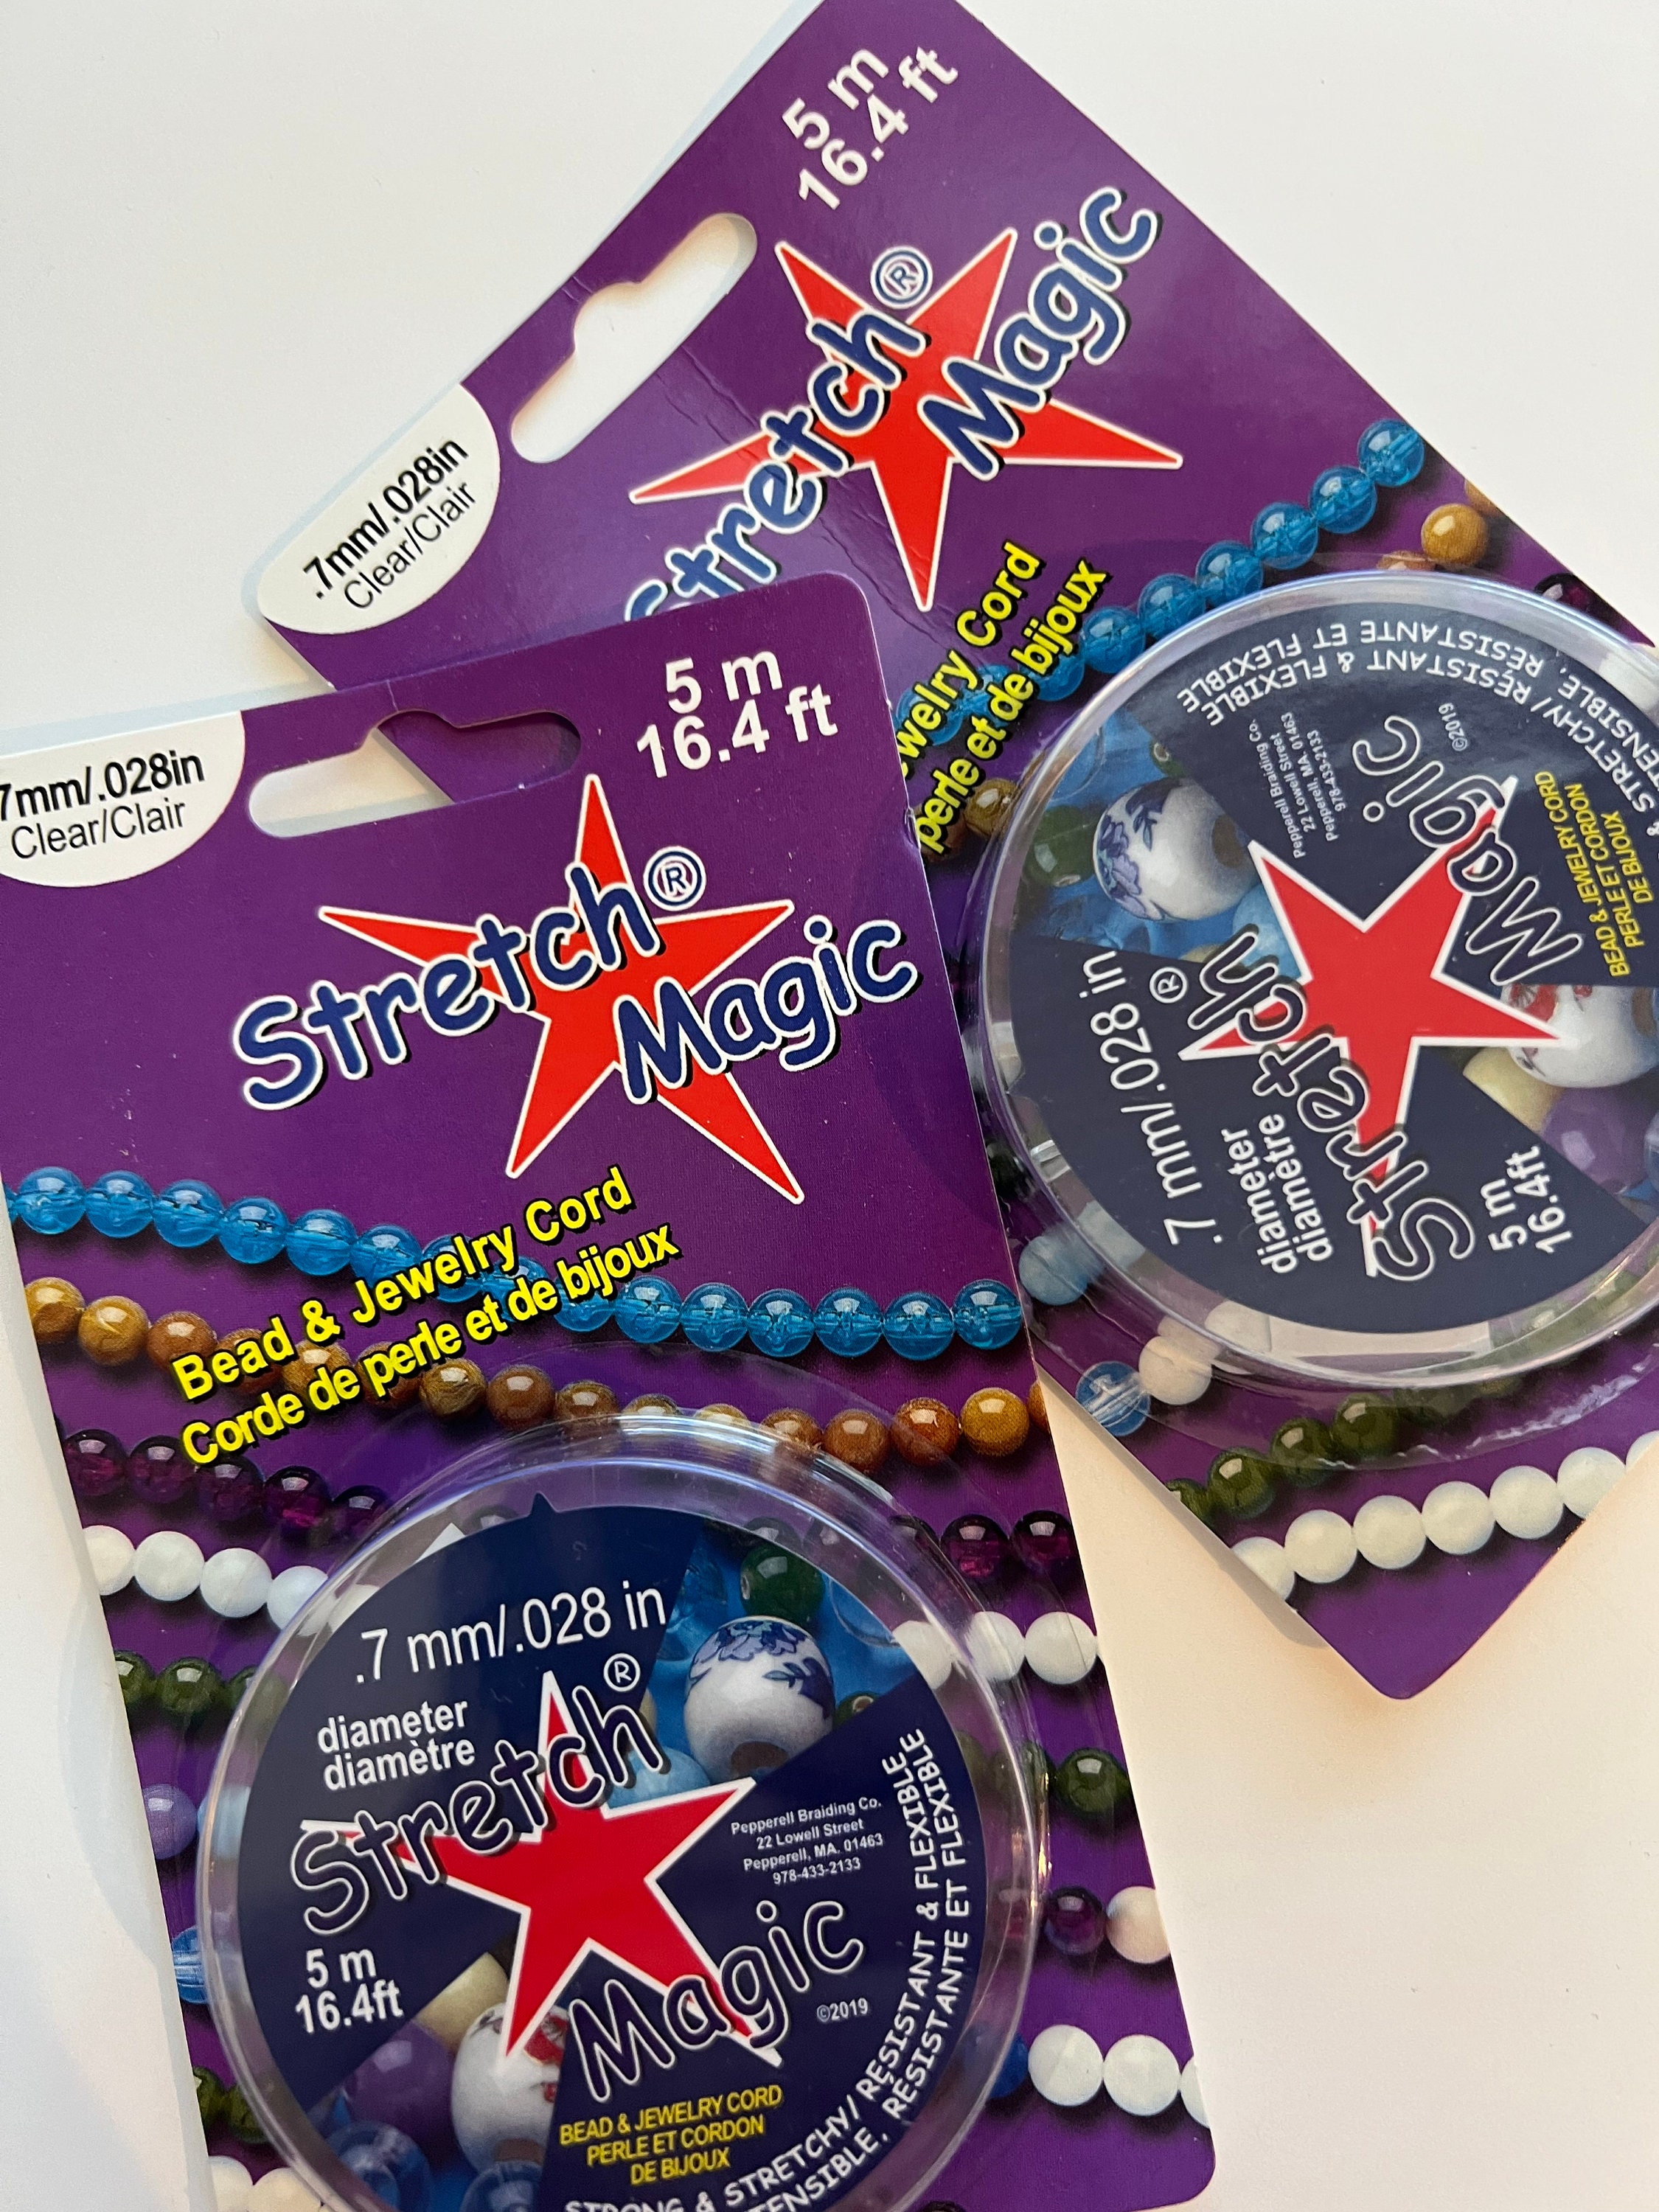 5 m
16.4 ft
.7mm/.028in
Clear/Clair
Stretch®
Magic
Jewelry Cord
perle et de bijoux
.7 mm/.028 in
diameter
diamètre
Stretch®
Magic
5 m
16.4ft
Pepperell Braiding Co.
22 Lowell Street
Pepperell, MA. 01463
978-433-2133
©2019
BEAD & JEWELRY CORD
PERLE ET CORDON
DE BIJOUX
& STRETCHY/ RÉSISTANT & FLEXIBLE
RÉSISTANTE ET FLEXIBLE
5 m
16.4 ft
7mm/.028in
Clear/Clair
Stretch®
Magic
Bead & Jewelry Cord
Corde de perle et de bijoux
.7 mm/.028 in
diameter
diamètre
Stretch®
Magic
5 m
16.4ft
Pepperell Braiding Co.
22 Lowell Street
Pepperell, MA. 01463
978-433-2133
©2019
BEAD & JEWELRY CORD
PERLE ET CORDON
DE BIJOUX
STRONG & STRETCHY/ RÉSISTANT & FLEXIBLE
RÉSISTANTE ET FLEXIBLE